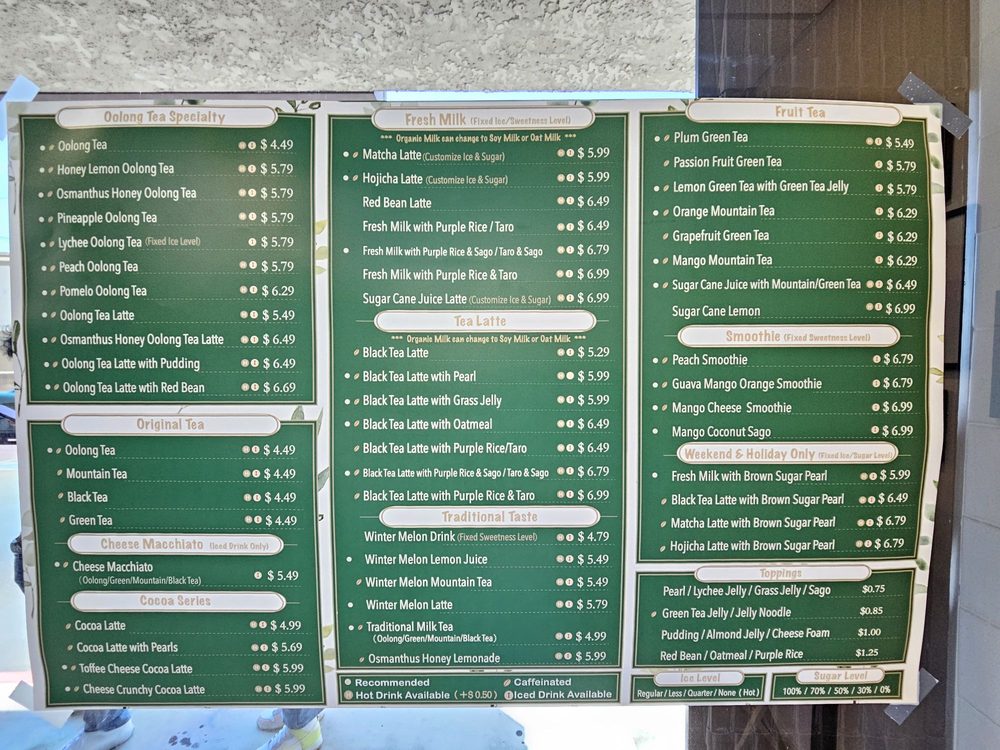 Oolong Tea Specialty
Oolong Tea $ 4.49
Honey Lemon Oolong Tea $ 5.79
Osmanthus Honey Oolong Tea $ 5.79
Pineapple Oolong Tea $ 5.79
Lychee Oolong Tea (Fixed Ice Level) $ 5.79
Peach Oolong Tea $ 5.79
Pomelo Oolong Tea $ 6.29
Oolong Tea Latte $ 5.49
Osmanthus Honey Oolong Tea Latte $ 6.49
Oolong Tea Latte with Pudding $ 6.49
Oolong Tea Latte wtih Red Bean $ 6.69
Original Tea
Oolong Tea $ 4.49
Mountain Tea $ 4.49
Black Tea $ 4.49
Green Tea $ 4.49
Cheese Macchiato (Iced Drink Only)
Cheese Macchiato $ 5.49
(Oolong/Green/Mountain/Black Tea)
Cocoa Series
Cocoa Latte $ 4.99
Cocoa Latte with Pearls $ 5.69
Toffee Cheese Cocoa Latte $ 5.99
Cheese Crunchy Cocoa Latte $ 5.99
Fresh Milk (Fixed Ice/Sweetness Level)
*** Organic Milk can change to Soy Milk or Oat Milk ***
Matcha Latte (Customize Ice & Sugar) $ 5.99
Hojicha Latte (Customize Ice & Sugar) $ 5.99
Red Bean Latte $ 6.49
Fresh Milk with Purple Rice / Taro $ 6.49
Fresh Milk with Purple Rice & Sago / Taro & Sago $ 6.79
Fresh Milk with Purple Rice & Taro $ 6.99
Sugar Cane Juice Latte (Customize Ice & Sugar) $ 6.99
Tea Latte
*** Organic Milk can change to Soy Milk or Oat Milk ***
Black Tea Latte $ 5.29
Black Tea Latte wtih Pearl $ 5.99
Black Tea Latte with Grass Jelly $ 5.99
Black Tea Latte with Oatmeal $ 6.49
Black Tea Latte with Purple Rice/Taro $ 6.49
Black Tea Latte with Purple Rice & Sago / Taro & Sago $ 6.79
Black Tea Latte with Purple Rice & Taro $ 6.99
Traditional Taste
Winter Melon Drink (Fixed Sweetness Level) $ 4.79
Winter Melon Lemon Juice $ 5.49
Winter Melon Mountain Tea $ 5.49
Winter Melon Latte $ 5.79
Traditional Milk Tea $ 4.99
(Oolong/Green/Mountain/Black Tea)
Osmanthus Honey Lemonade $ 5.99
Recommended Caffeinated
Hot Drink Available (+$ 0.50) Iced Drink Available
Fruit Tea
Plum Green Tea $ 5.49
Passion Fruit Green Tea $ 5.79
Lemon Green Tea with Green Tea Jelly $ 5.79
Orange Mountain Tea $ 6.29
Grapefruit Green Tea $ 6.29
Mango Mountain Tea $ 6.29
Sugar Cane Juice with Mountain/Green Tea $ 6.49
Sugar Cane Lemon $ 6.99
Smoothie (Fixed Sweetness Level)
Peach Smoothie $ 6.79
Guava Mango Orange Smoothie $ 6.79
Mango Cheese Smoothie $ 6.99
Mango Coconut Sago $ 6.99
Weekend & Holiday Only (Fixed Ice/Sugar Level)
Fresh Milk with Brown Sugar Pearl $ 5.99
Black Tea Latte with Brown Sugar Pearl $ 6.49
Matcha Latte with Brown Sugar Pearl $ 6.79
Hojicha Latte with Brown Sugar Pearl $ 6.79
Toppings
Pearl / Lychee Jelly / Grass Jelly / Sago $0.75
Green Tea Jelly / Jelly Noodle $0.85
Pudding / Almond Jelly / Cheese Foam $1.00
Red Bean / Oatmeal / Purple Rice $1.25
Ice Level
Regular / Less / Quarter / None ( Hot )
Sugar Level
100% / 70% / 50% / 30% / 0%